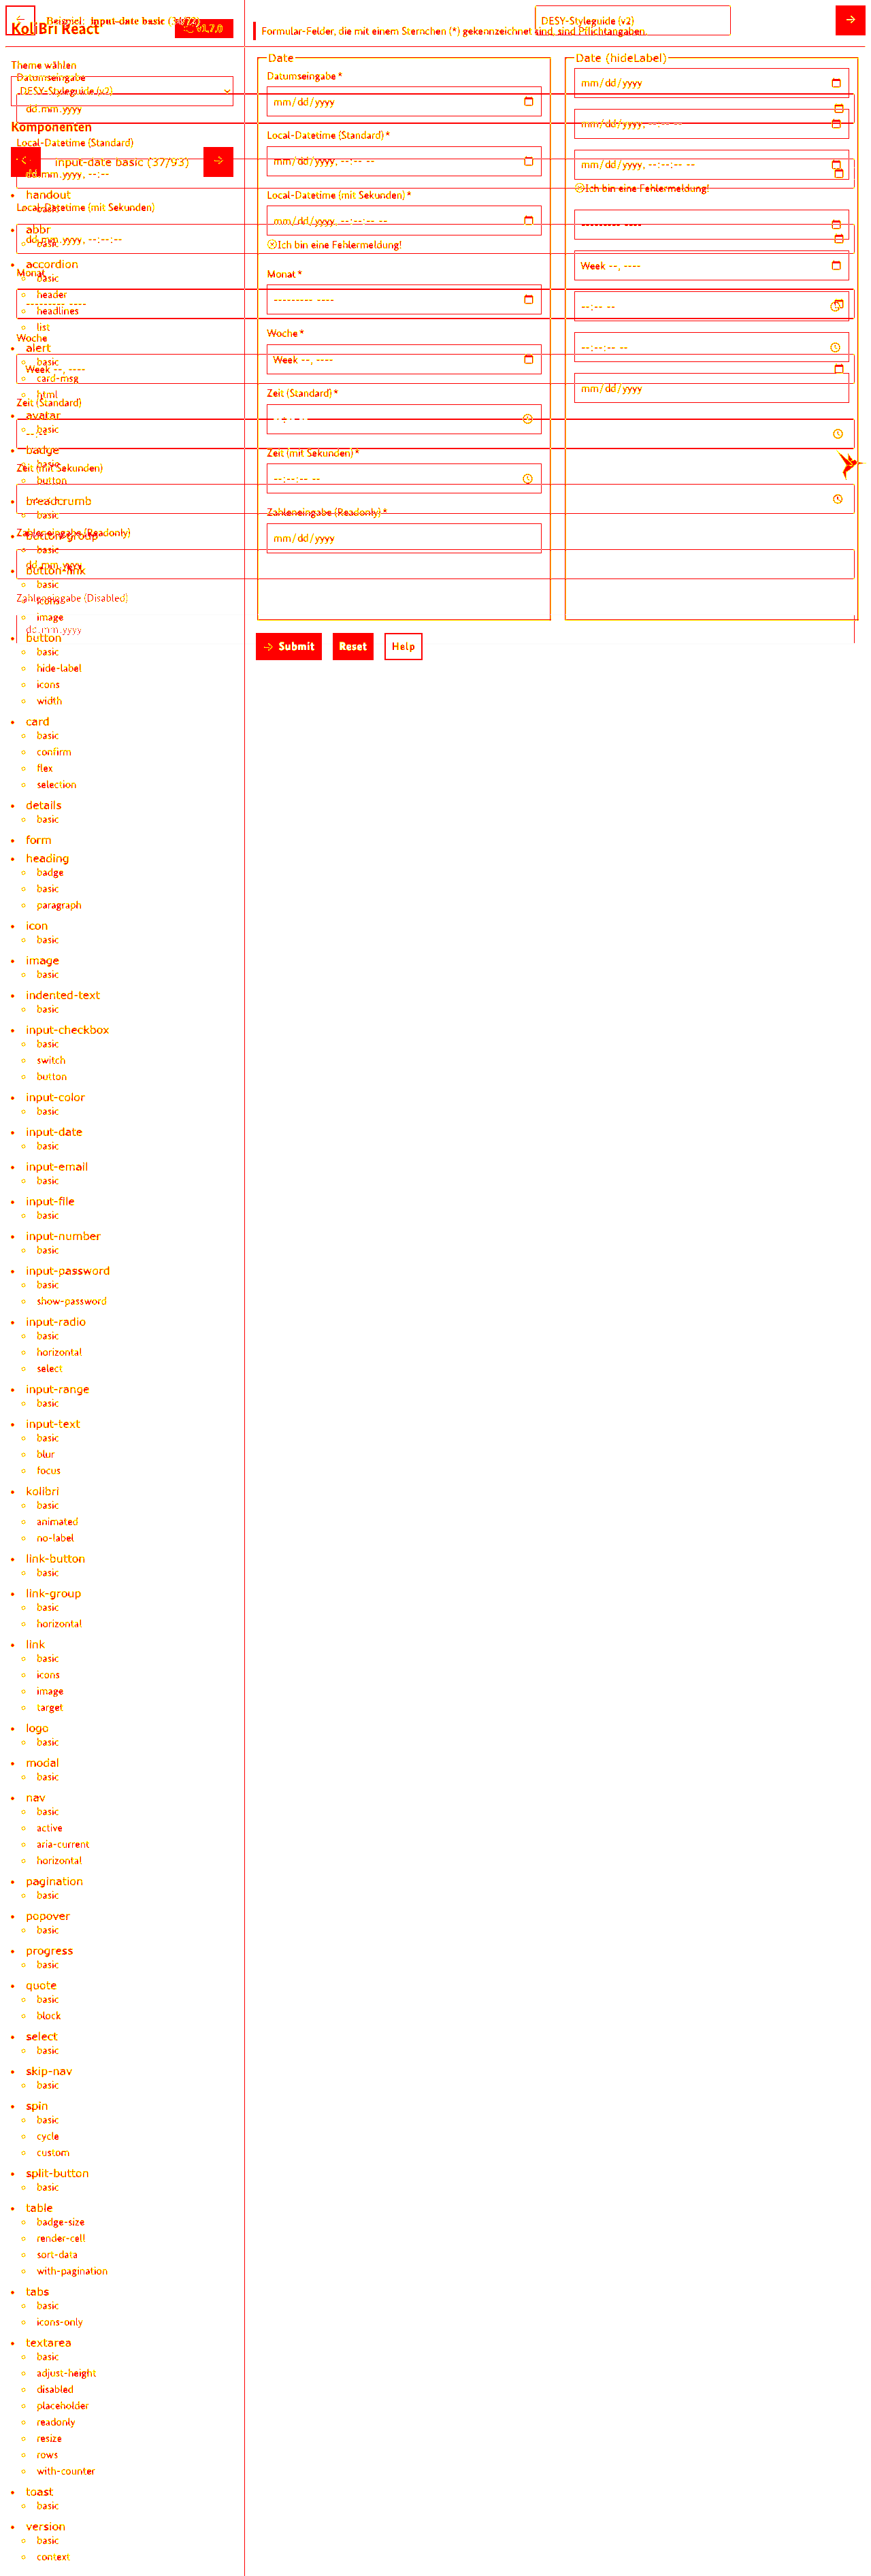 Beispiel: input-date basic
KoliBri React
v1.7.0
DESY-Styleguide (v2)
Formular-Felder, die mit einem Sternchen (*) gekennzeichnet sind, sind Pflichtangaben.
Theme wählen
Datumseingabe
DESY-Styleguide (v2)
dd.mm.yyyy
Komponenten
Local-Datetime (Standard)
input-date basic (37/93)
dd.mm.yyyy, --:--
handout
Local-Datetime (mit Sekunden)
abbr
basic
dd.mm.yyyy, --:--:--
accordion
Monat
basic
header
--------- ----
headlines
list
Woche
alert
basic
Week --, ----
card-msg
html
Zeit (Standard)
avatar
basic
--:--
badge
basic
Zeit (mit Sekunden)
button
breadcrumb
basic
Zahleneingabe (Readonly)
button-group
basic
dd.mm.yyyy
button-link
basic
Zahleneingabe (Disabled)
icons
image
dd.mm.yyyy
button
basic
hide-label
icons
width
card
basic
confirm
flex
selection
details
basic
form
heading
badge
basic
paragraph
icon
basic
image
basic
indented-text
basic
input-checkbox
basic
switch
button
input-color
basic
input-date
basic
input-email
basic
input-file
basic
input-number
basic
input-password
basic
show-password
input-radio
basic
horizontal
select
input-range
basic
input-text
basic
blur
focus
kolibri
basic
animated
no-label
link-button
basic
link-group
basic
horizontal
link
basic
icons
image
target
logo
basic
modal
basic
nav
basic
active
aria-current
horizontal
pagination
basic
popover
basic
progress
basic
quote
basic
block
select
basic
skip-nav
basic
spin
basic
cycle
custom
split-button
basic
table
badge-size
render-cell
sort-data
with-pagination
tabs
basic
icons-only
textarea
basic
adjust-height
disabled
placeholder
readonly
resize
rows
with-counter
toast
basic
version
basic
context
Date
Datumseingabe *
mm/dd/yyyy
Local-Datetime (Standard) *
mm/dd/yyyy, --:-- --
Local-Datetime (mit Sekunden) *
mm/dd/yyyy, --:--:-- --
Ich bin eine Fehlermeldung!
Monat *
--------- ----
Woche *
Week --, ----
Zeit (Standard) *
Zeit (mit Sekunden) *
--:--:-- --
Zahleneingabe (Readonly) *
mm/dd/yyyy
Date (hideLabel)
mm/dd/yyyy
mm/dd/yyyy, --:-- --
mm/dd/yyyy, --:--:-- --
Ich bin eine Fehlermeldung!
--------- ----
Week --, ----
--:-- --
--:--:-- --
mm/dd/yyyy
Submit
Reset
Help